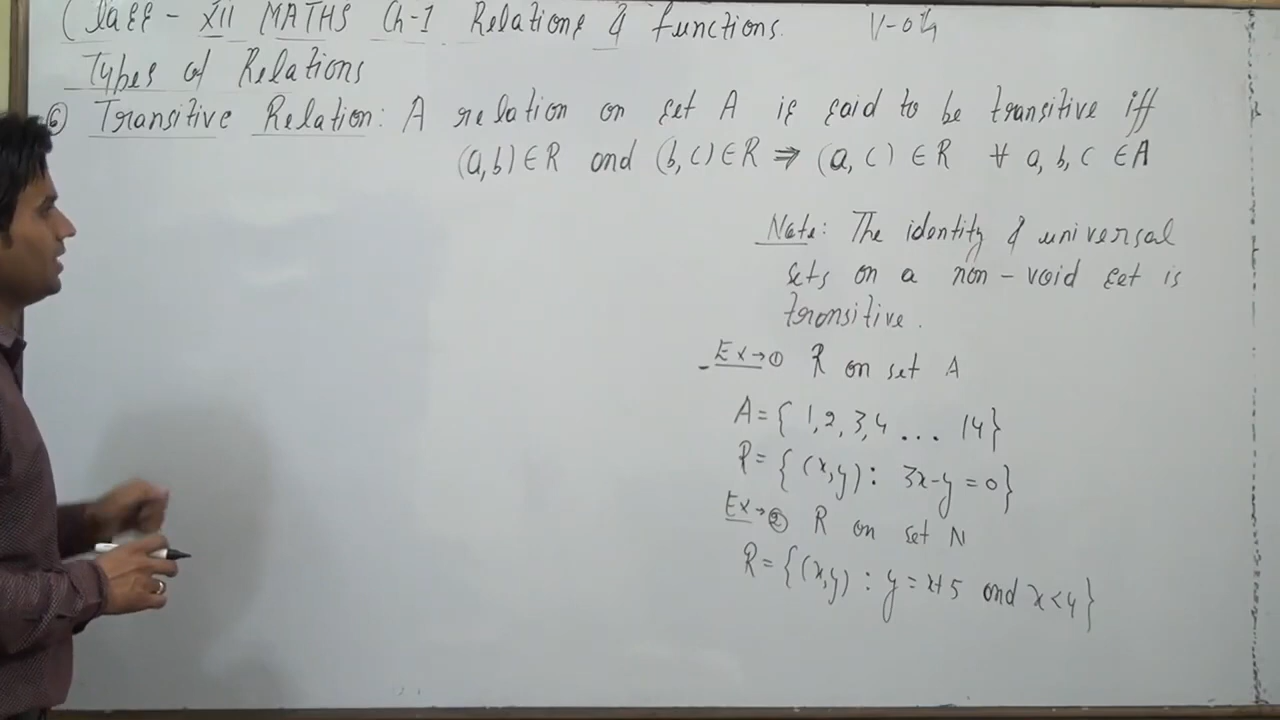 Class - XII MATHS Ch-1 Relations & functions. V-04
Types of Relations
⑥ Transitive Relation: A relation on set A is said to be transitive iff
(a,b) ∈ R and (b,c) ∈ R ⇒ (a,c) ∈ R ∀ a, b, c ∈ A
Note: The identity & universal
sets on a non-void set is
transitive.
Ex→① R on set A
A = { 1, 2, 3, 4 ... 14}
R = { (x,y) : 3x-y = 0 }
Ex→② R on set N
R = { (x,y) : y = x+5 and x<4 }